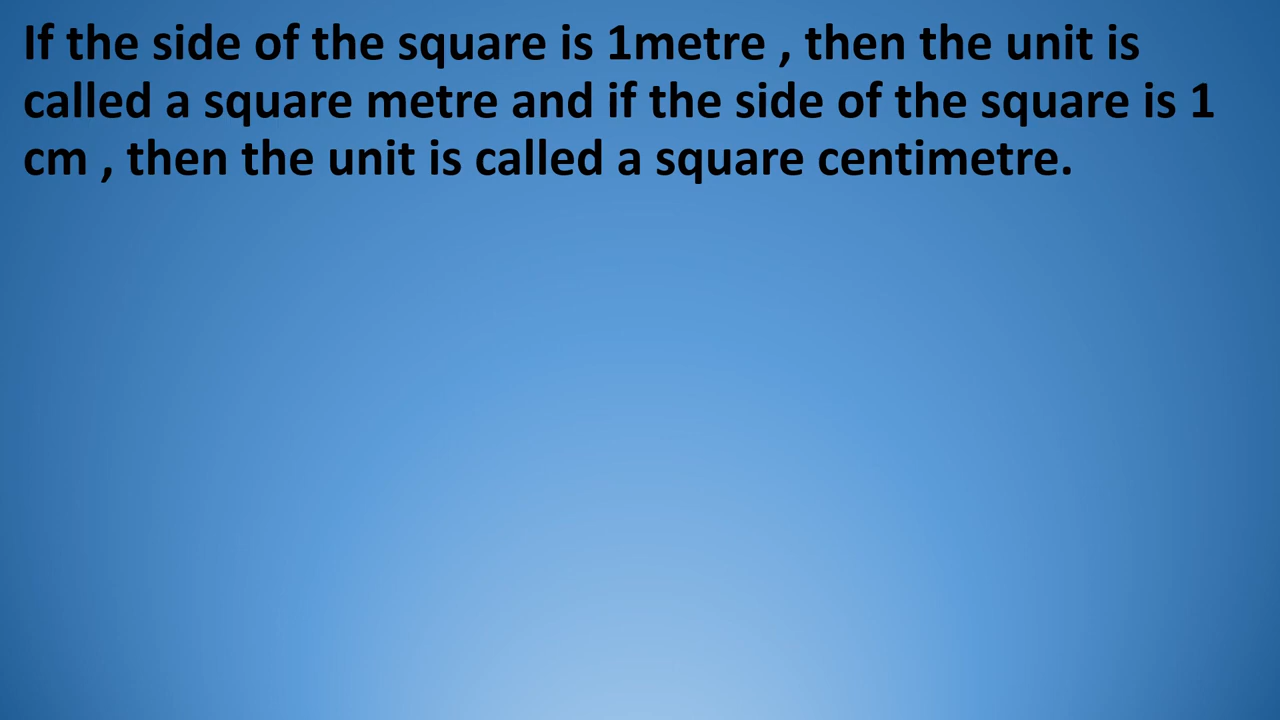 If the side of the square is 1metre , then the unit is
called a square metre and if the side of the square is 1
cm , then the unit is called a square centimetre.